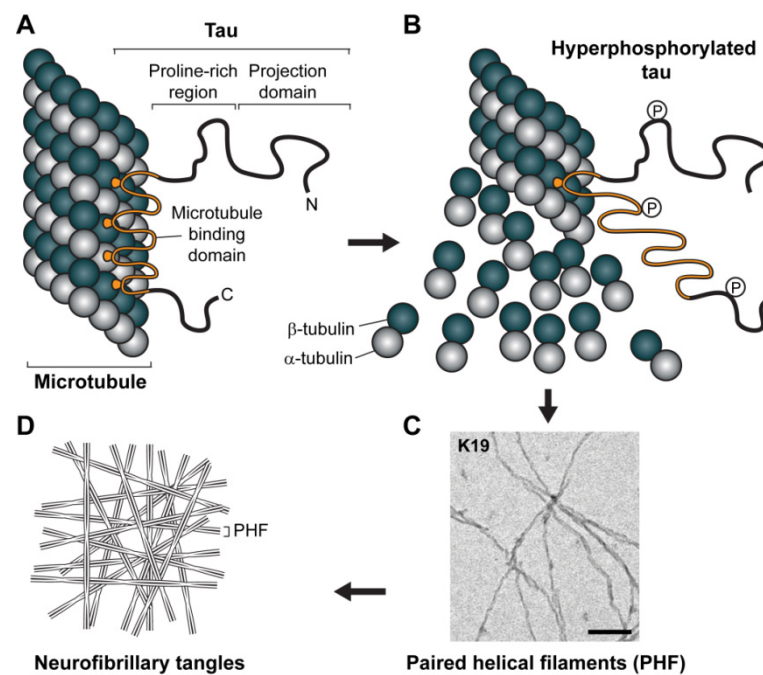 A
Tau
Proline-rich
region
Projection
domain
N
Microtubule
binding
domain
C
Microtubule
B
Hyperphosphorylated
tau
P
P
P
β-tubulin
α-tubulin
D
PHF
Neurofibrillary tangles
C
K19
Paired helical filaments (PHF)